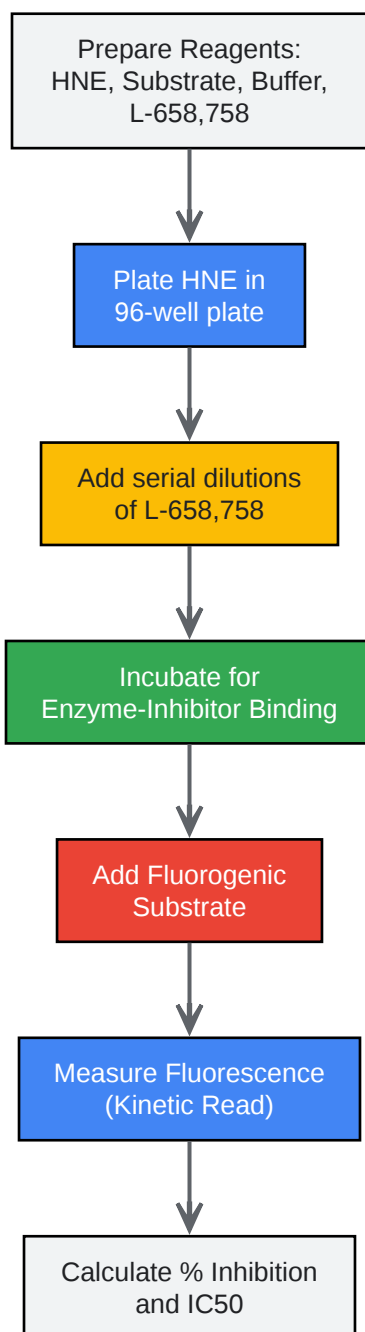 Prepare Reagents:
HNE, Substrate, Buffer,
L-658,758
Plate HNE in
96-well plate
Add serial dilutions
of L-658,758
Incubate for
Enzyme-Inhibitor Binding
Add Fluorogenic
Substrate
Measure Fluorescence
(Kinetic Read)
Calculate % Inhibition
and IC50